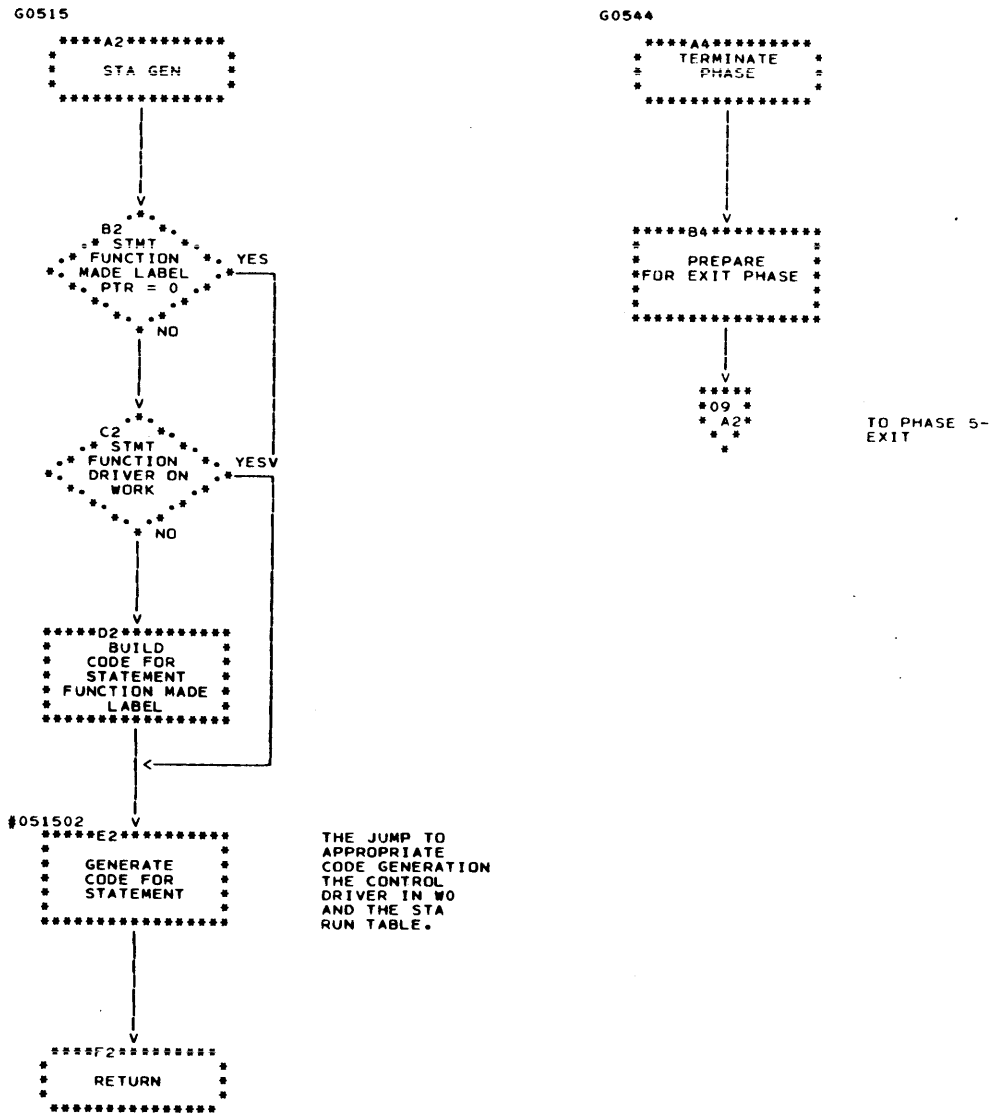 G0515
A2
STA GEN
B2
STMT
FUNCTION
MADE LABEL
PTR = 0
YES
NO
C2
STMT
FUNCTION
DRIVER ON
WORK
YES
NO
D2
BUILD
CODE FOR
STATEMENT
FUNCTION MADE
LABEL
#051502
E2
GENERATE
CODE FOR
STATEMENT
THE JUMP TO
APPROPRIATE
CODE GENERATION
THE CONTROL
DRIVER IN W0
AND THE STA
RUN TABLE.
F2
RETURN
G0544
A4
TERMINATE
PHASE
B4
PREPARE
FOR EXIT PHASE
09
A2
TO PHASE 5-
EXIT